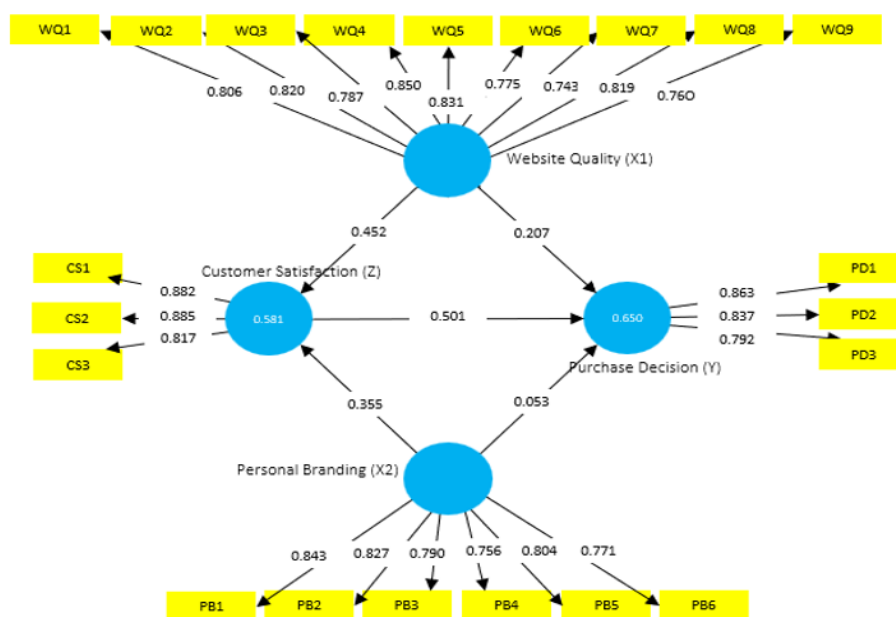 WQ1 WQ2 WQ3 WQ4 WQ5 WQ6 WQ7 WQ8 WQ9
0.806 0.820 0.787 0.850 0.831 0.775 0.743 0.819 0.76O
Website Quality (X1)
0.452 0.207
CS1 Customer Satisfaction (Z) PD1
0.882 0.863
CS2 0.885 0.581 0.501 0.650 0.837 PD2
0.817 0.792
CS3 Purchase Decision (Y) PD3
0.355 0.053
Personal Branding (X2)
0.843 0.827 0.790 0.756 0.804 0.771
PB1 PB2 PB3 PB4 PB5 PB6